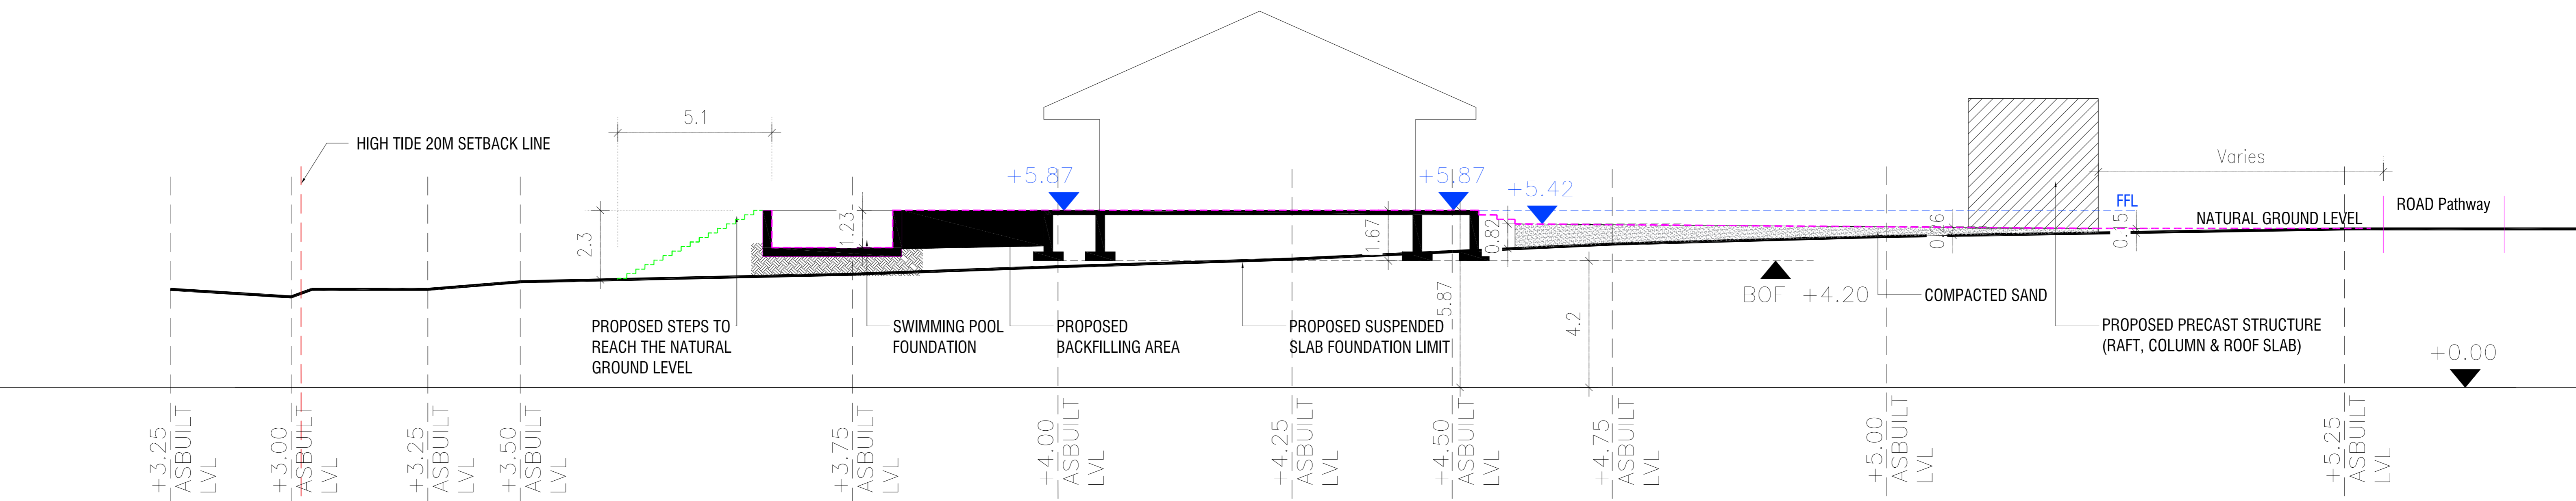 5.1
HIGH TIDE 20M SETBACK LINE
2.3
1.23
+5.87
+5.87
+5.42
1.67
0.82
Varies
FFL
ROAD Pathway
NATURAL GROUND LEVEL
5.87
4.2
BOF +4.20
COMPACTED SAND
PROPOSED STEPS TO
REACH THE NATURAL
GROUND LEVEL
SWIMMING POOL
FOUNDATION
PROPOSED
BACKFILLING AREA
PROPOSED SUSPENDED
SLAB FOUNDATION LIMIT
PROPOSED PRECAST STRUCTURE
(RAFT, COLUMN & ROOF SLAB)
+0.00
+3.25
ASBUILT
LVL
+3.00
ASBUILT
LVL
+3.25
ASBUILT
LVL
+3.50
ASBUILT
LVL
+3.75
ASBUILT
LVL
+4.00
ASBUILT
LVL
+4.25
ASBUILT
LVL
+4.50
ASBUILT
LVL
+4.75
ASBUILT
LVL
+5.00
ASBUILT
LVL
+5.25
ASBUILT
LVL